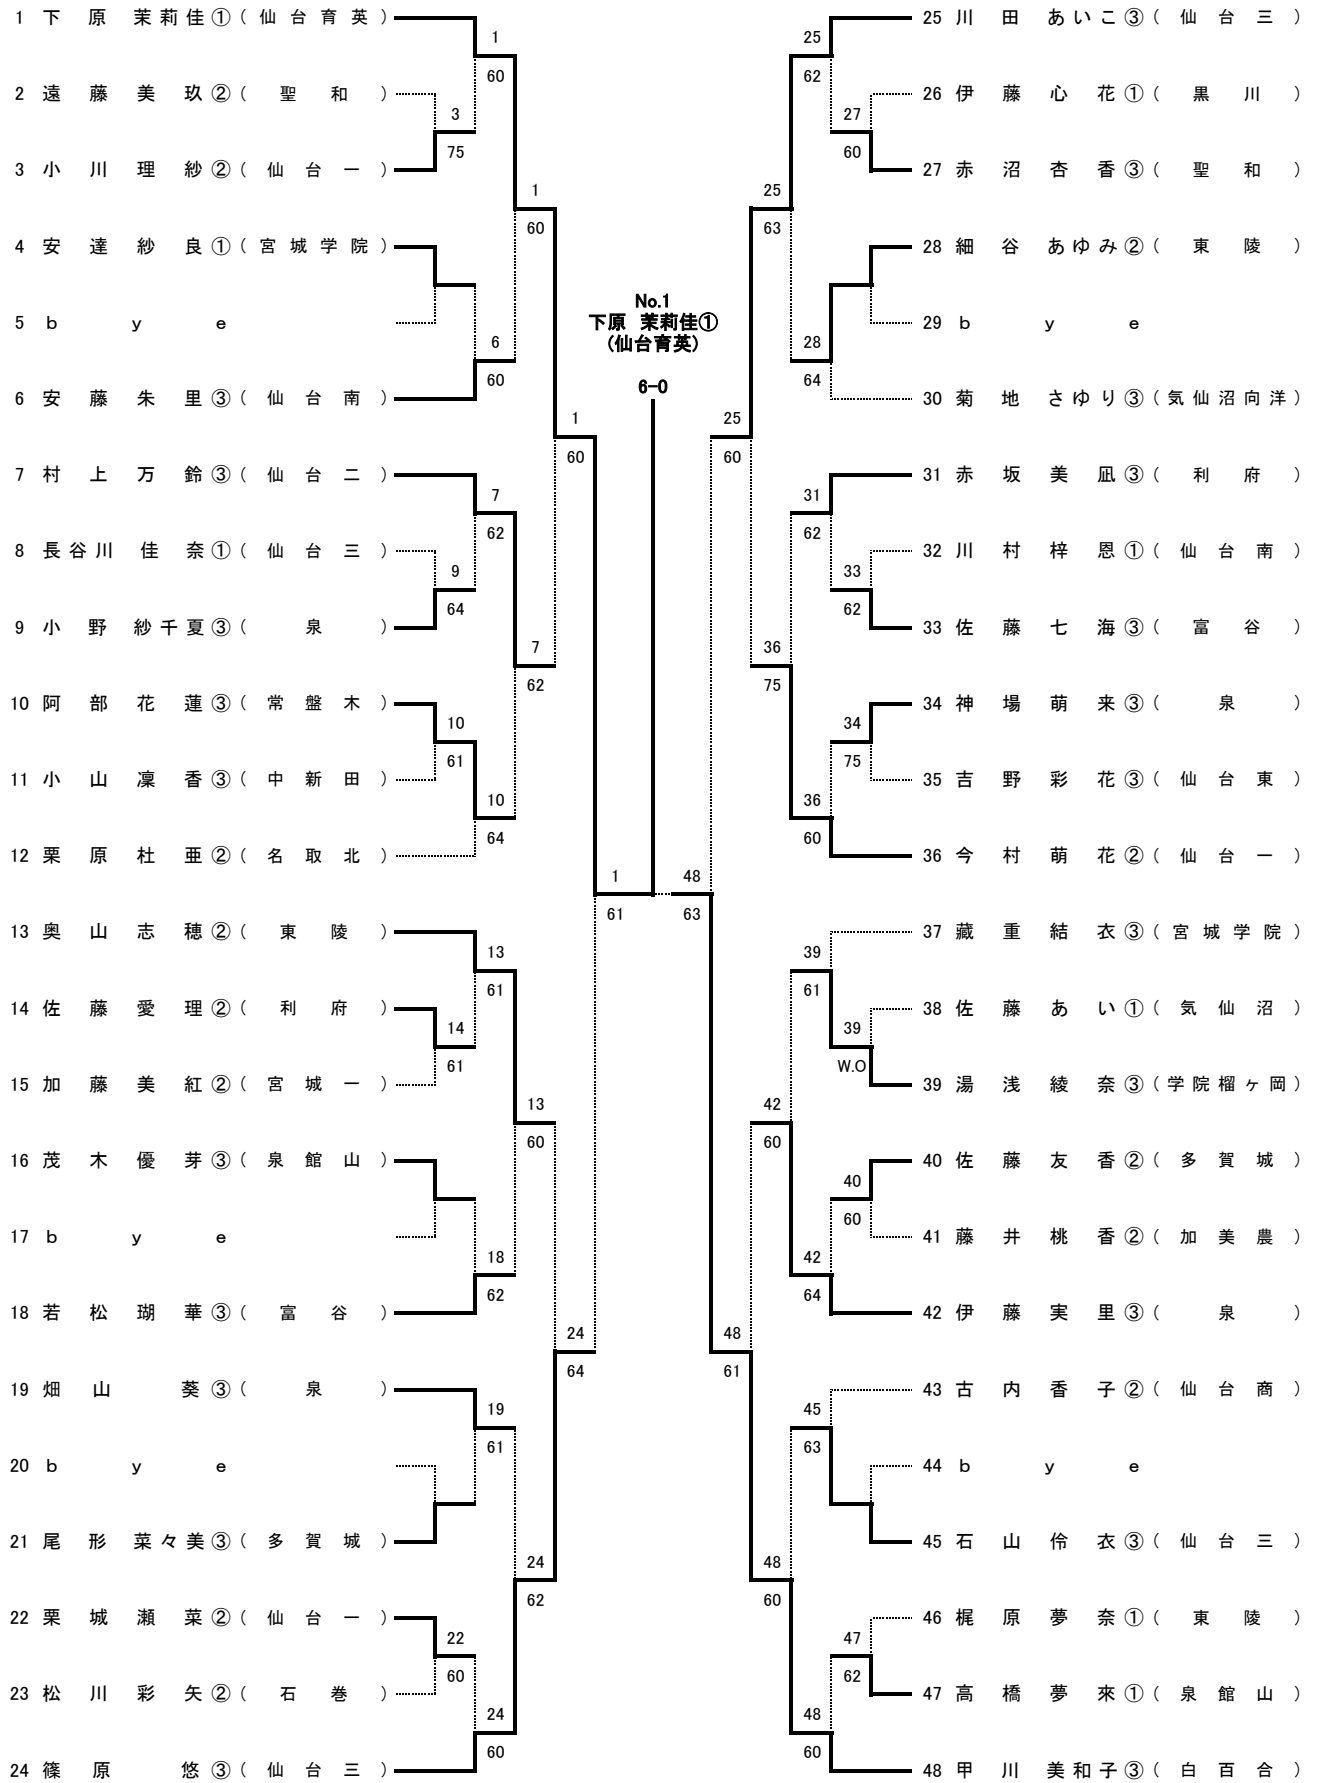 1 下原 茉莉佳①(仙台育英)
2 遠藤 美玖②(聖和)
3 小川 理紗②(仙台一)
4 安達 紗良①(宮城学院)
5 bye
6 安藤 朱里③(仙台南)
7 村上 万鈴③(仙台二)
8 長谷川 佳奈①(仙台三)
9 小野 紗千夏③(泉)
10 阿部 花蓮③(常盤木)
11 小山 凜香③(中新田)
12 栗原 杜亜②(名取北)
13 奥山 志穂②(東陵)
14 佐藤 愛理②(利府)
15 加藤 美紅②(宮城一)
16 茂木 優芽③(泉館山)
17 bye
18 若松 瑚華③(富谷)
19 畑山 葵③(泉)
20 bye
21 尾形 菜々美③(多賀城)
22 栗城 瀬菜②(仙台一)
23 松川 彩矢②(石巻)
24 篠原 悠③(仙台三)
3
75
9
64
10
61
14
61
22
60
1
60
6
60
7
62
10
64
13
61
18
62
19
61
24
60
1
60
7
62
13
60
24
62
1
60
24
64
1
61
No.1
下原 茉莉佳①
(仙台育英)
6-0
48
63
25
60
48
61
25
63
36
75
42
60
48
60
25
62
28
64
31
62
36
60
39
61
42
64
45
63
48
60
27
60
33
62
34
75
39
W.O
40
60
47
62
25 川田 あいこ③(仙台三)
26 伊藤 心花①(黒川)
27 赤沼 杏香③(聖和)
28 細谷 あゆみ②(東陵)
29 bye
30 菊地 さゆり③(気仙沼向洋)
31 赤坂 美凪③(利府)
32 川村 梓恩①(仙台南)
33 佐藤 七海③(富谷)
34 神場 萌来③(泉)
35 吉野 彩花③(仙台東)
36 今村 萌花②(仙台一)
37 蔵重 結衣③(宮城学院)
38 佐藤 あい①(気仙沼)
39 湯浅 綾奈③(学院榴ヶ岡)
40 佐藤 友香②(多賀城)
41 藤井 桃香②(加美農)
42 伊藤 実里③(泉)
43 古内 香子②(仙台商)
44 bye
45 石山 伶衣③(仙台三)
46 梶原 夢奈①(東陵)
47 高橋 夢來①(泉館山)
48 甲川 美和子③(白百合)